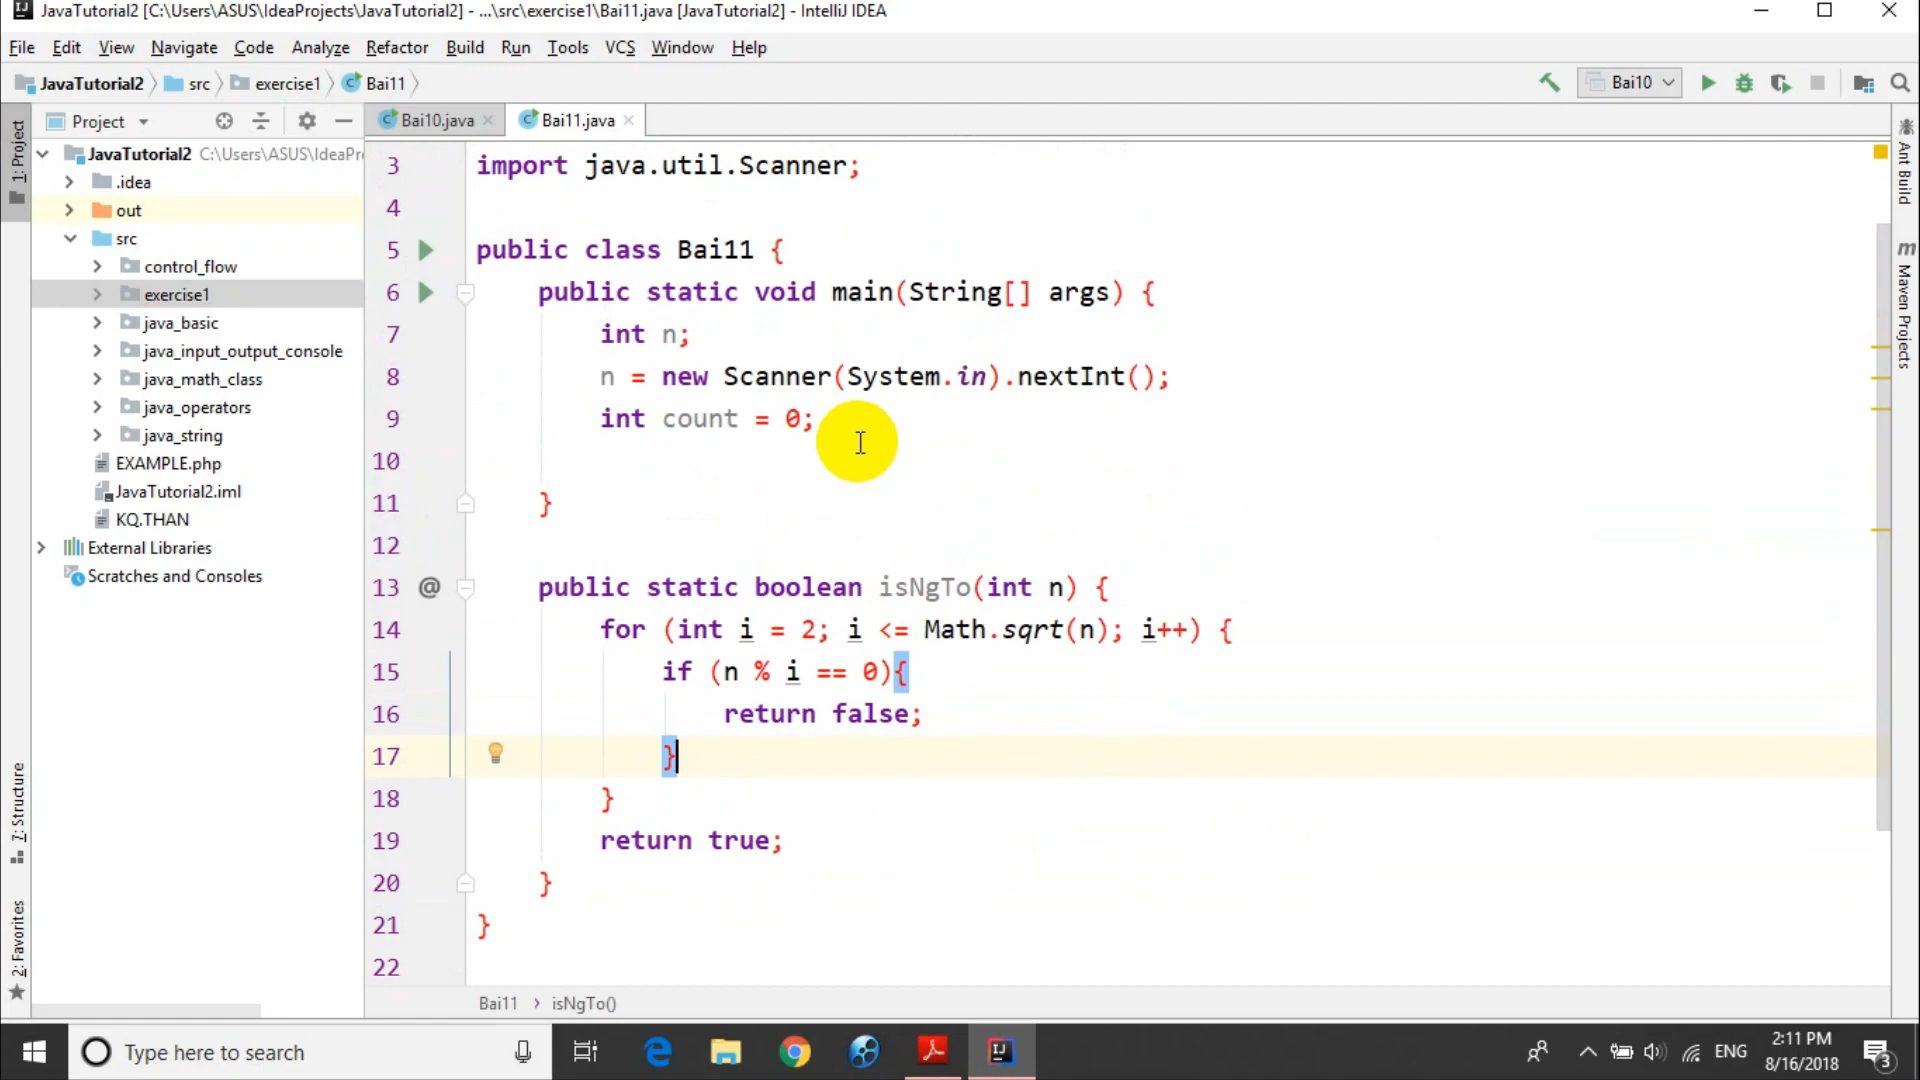 JavaTutorial2 [C:\Users\ASUS\IdeaProjects\JavaTutorial2] - ...\src\exercise1\Bai11.java [JavaTutorial2] - IntelliJ IDEA
File Edit View Navigate Code Analyze Refactor Build Run Tools VCS Window Help
JavaTutorial2 src exercise1 Bai11 Bai10
Project Bai10.java Bai11.java
JavaTutorial2 C:\Users\ASUS\IdeaPr
.idea
out
src
control_flow
exercise1
java_basic
java_input_output_console
java_math_class
java_operators
java_string
EXAMPLE.php
JavaTutorial2.iml
KQ.THAN
External Libraries
Scratches and Consoles
1: Project
7: Structure
2: Favorites
3 import java.util.Scanner;
4
5 public class Bai11 {
6 public static void main(String[] args) {
7 int n;
8 n = new Scanner(System.in).nextInt();
9 int count = 0;
10
11 }
12
13 @ public static boolean isNgTo(int n) {
14 for (int i = 2; i <= Math.sqrt(n); i++) {
15 if (n % i == 0){
16 return false;
17 }
18 }
19 return true;
20 }
21 }
22
Bai11 > isNgTo()
Ant Build
Maven Projects
Type here to search
ENG
2:11 PM
8/16/2018
3